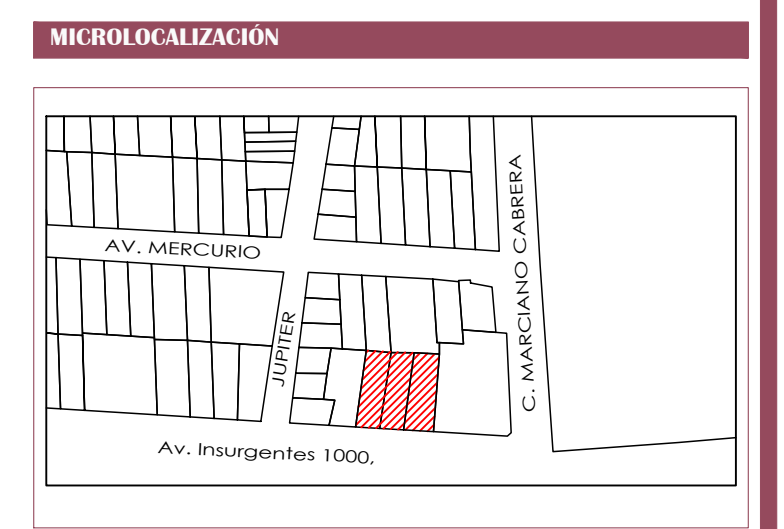 MICROLOCALIZACIÓN
AV. MERCURIO
JUPITER
C. MARCIANO CABRERA
Av. Insurgentes 1000,